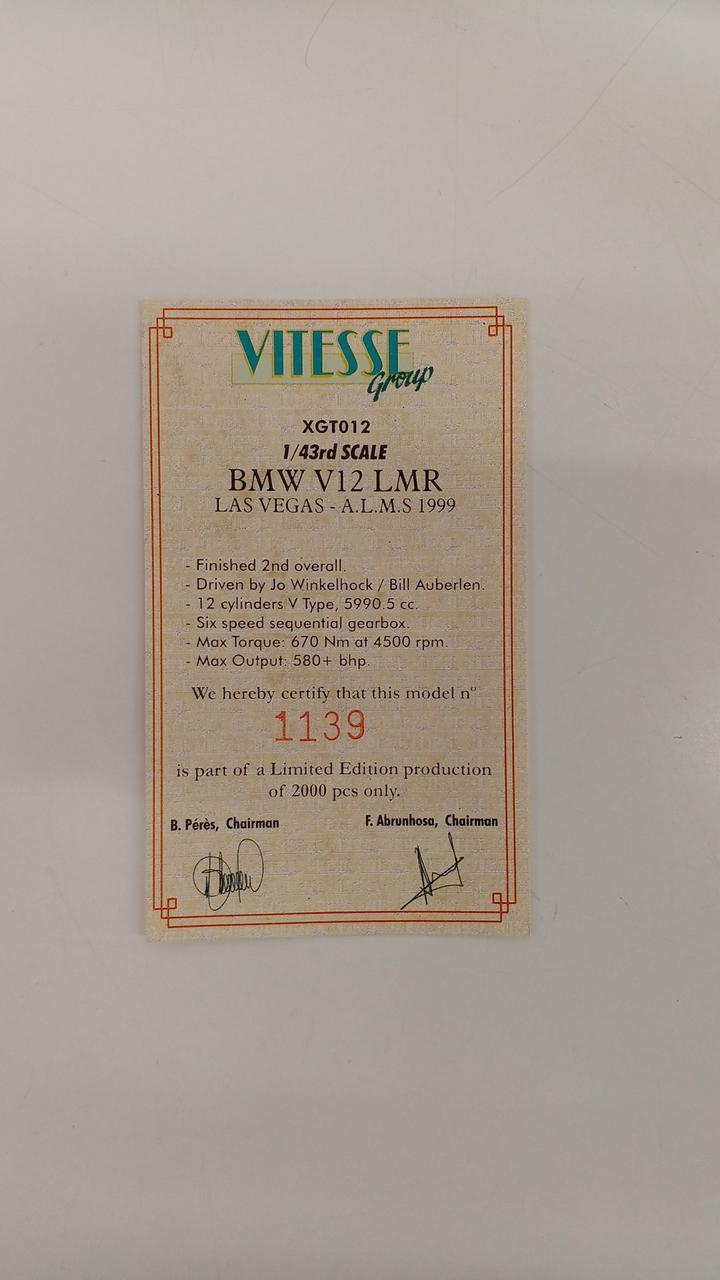 VITESSE
Group
XGT012
1/43rd SCALE
BMW V12 LMR
LAS VEGAS - A.L.M.S 1999
- Finished 2nd overall.
- Driven by Jo Winkelhock / Bill Auberlen.
- 12 cylinders V Type, 5990.5 cc.
- Six speed sequential gearbox.
- Max Torque: 670 Nm at 4500 rpm.
- Max Output: 580+ bhp.
We hereby certify that this model nº
1139
is part of a Limited Edition production
of 2000 pcs only.
B. Pérès, Chairman F. Abrunhosa, Chairman